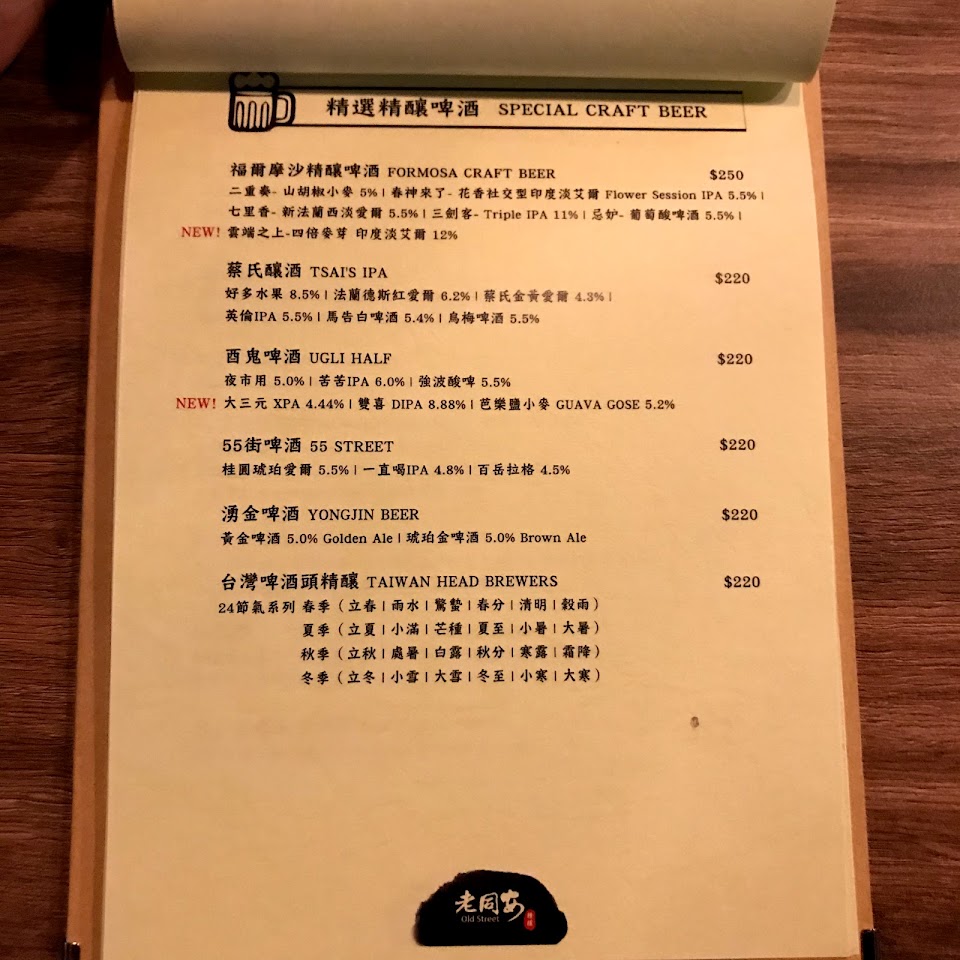 精選精釀啤酒 SPECIAL CRAFT BEER
福爾摩沙精釀啤酒 FORMOSA CRAFT BEER $250
二重奏- 山胡椒小麥 5% | 春神來了- 花香社交型印度淡艾爾 Flower Session IPA 5.5% |
七里香- 新法蘭西淡愛爾 5.5% | 三劍客- Triple IPA 11% | 忌妒- 葡萄酸啤酒 5.5% |
NEW! 雲端之上-四倍麥芽 印度淡艾爾 12%
蔡氏釀酒 TSAI'S IPA $220
好多水果 8.5% | 法蘭德斯紅愛爾 6.2% | 蔡氏金黃愛爾 4.3% |
英倫IPA 5.5% | 馬告白啤酒 5.4% | 烏梅啤酒 5.5%
酉鬼啤酒 UGLI HALF $220
夜市用 5.0% | 苦苦IPA 6.0% | 強波酸啤 5.5%
NEW! 大三元 XPA 4.44% | 雙喜 DIPA 8.88% | 芭樂鹽小麥 GUAVA GOSE 5.2%
55街啤酒 55 STREET $220
桂圓琥珀愛爾 5.5% | 一直喝IPA 4.8% | 百岳拉格 4.5%
湧金啤酒 YONGJIN BEER $220
黃金啤酒 5.0% Golden Ale | 琥珀金啤酒 5.0% Brown Ale
台灣啤酒頭精釀 TAIWAN HEAD BREWERS $220
24節氣系列 春季（立春 | 雨水 | 驚蟄 | 春分 | 清明 | 穀雨）
夏季（立夏 | 小滿 | 芒種 | 夏至 | 小暑 | 大暑）
秋季（立秋 | 處暑 | 白露 | 秋分 | 寒露 | 霜降）
冬季（立冬 | 小雪 | 大雪 | 冬至 | 小寒 | 大寒）
老同安
Old Street